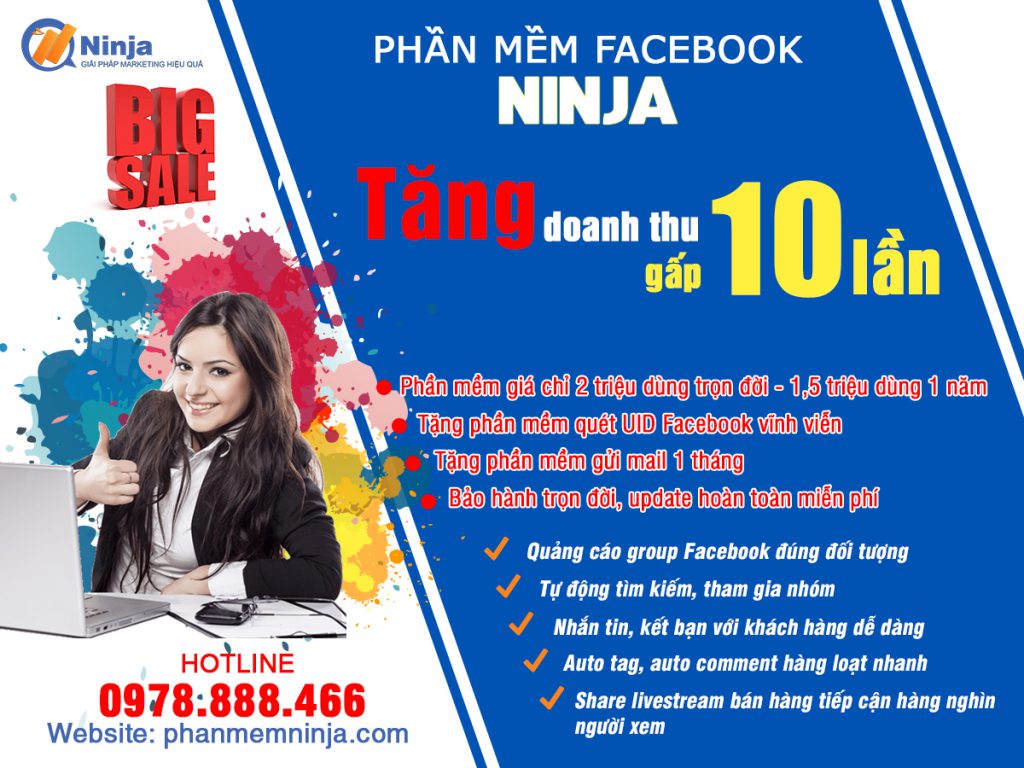 Ninja
GIẢI PHÁP MARKETING HIỆU QUẢ
BIG
SALE
PHẦN MỀM FACEBOOK
NINJA
Tăng doanh thu
gấp 10 lần
Phần mềm giá chỉ 2 triệu dùng trọn đời - 1,5 triệu dùng 1 năm
Tặng phần mềm quét UID Facebook vĩnh viễn
Tặng phần mềm gửi mail 1 tháng
Bảo hành trọn đời, update hoàn toàn miễn phí
Quảng cáo group Facebook đúng đối tượng
Tự động tìm kiếm, tham gia nhóm
Nhắn tin, kết bạn với khách hàng dễ dàng
Auto tag, auto comment hàng loạt nhanh
Share livestream bán hàng tiếp cận hàng nghìn
người xem
HOTLINE
0978.888.466
Website: phanmemninja.com